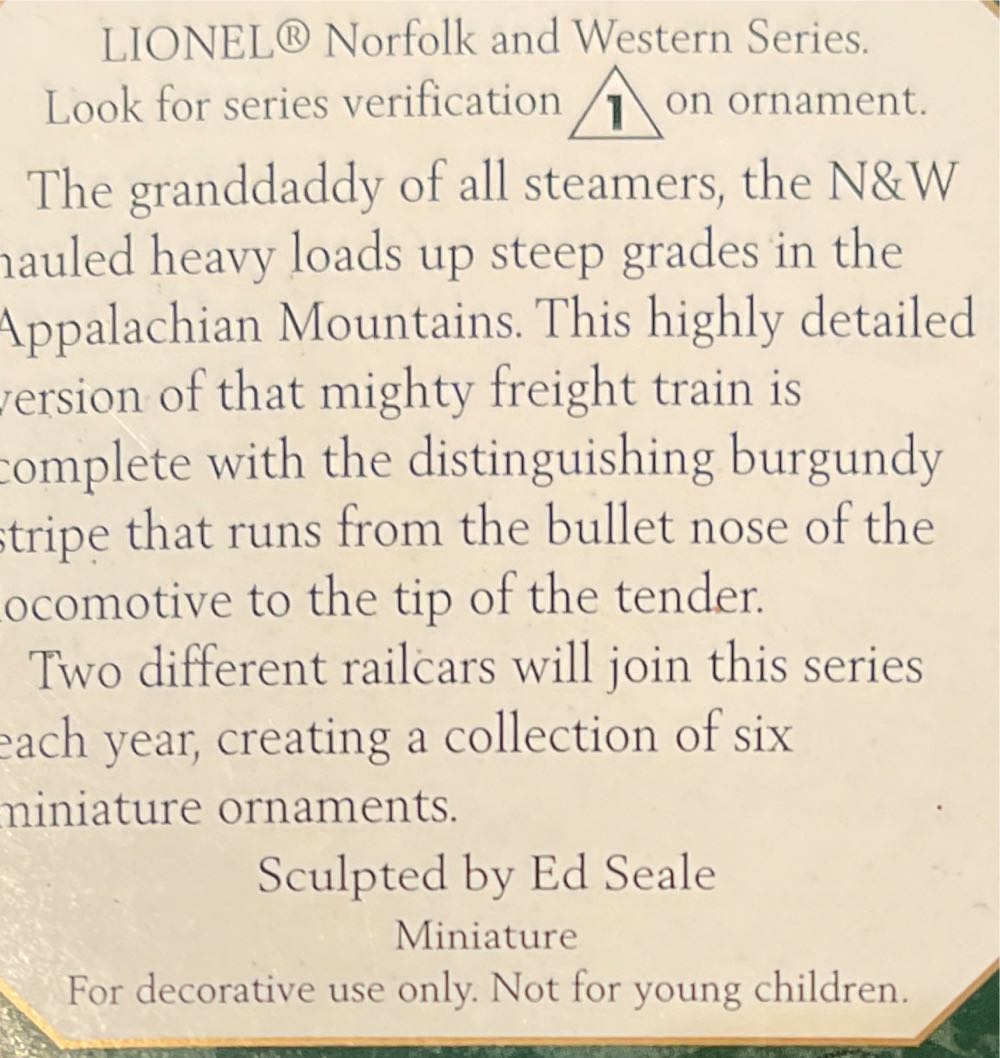 LIONEL® Norfolk and Western Series.
Look for series verification 1 on ornament.
The granddaddy of all steamers, the N&W
hauled heavy loads up steep grades in the
Appalachian Mountains. This highly detailed
version of that mighty freight train is
complete with the distinguishing burgundy
stripe that runs from the bullet nose of the
locomotive to the tip of the tender.
Two different railcars will join this series
each year, creating a collection of six
miniature ornaments.
Sculpted by Ed Seale
Miniature
For decorative use only. Not for young children.